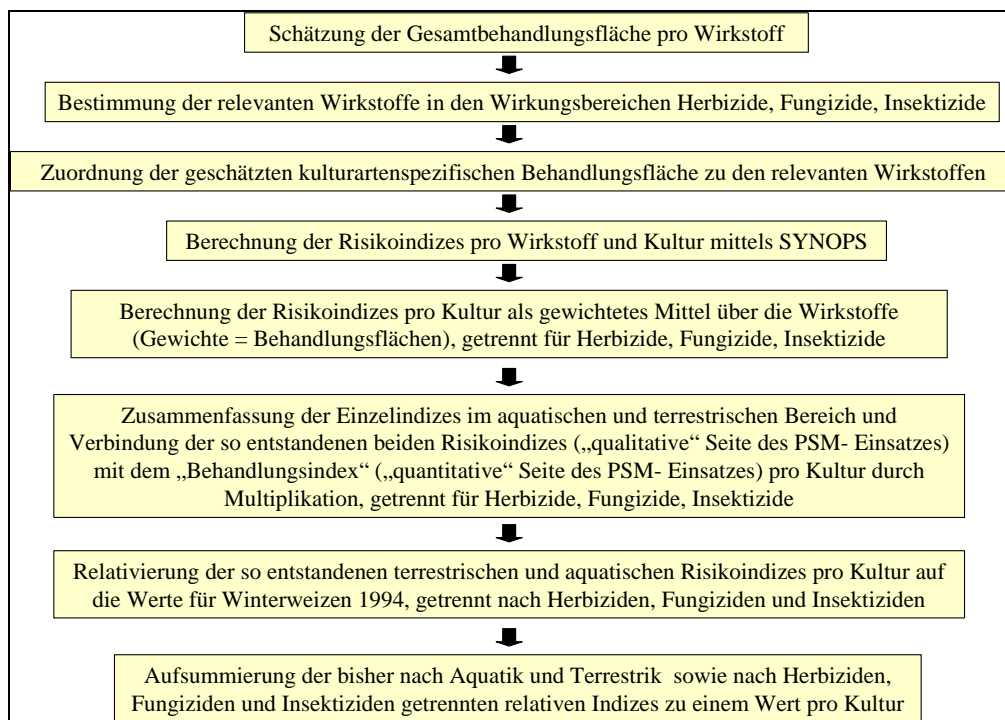 Schätzung der Gesamtbehandlungsfläche pro Wirkstoff
Bestimmung der relevanten Wirkstoffe in den Wirkungsbereichen Herbizide, Fungizide, Insektizide
Zuordnung der geschätzten kulturartenspezifischen Behandlungsfläche zu den relevanten Wirkstoffen
Berechnung der Risikoindizes pro Wirkstoff und Kultur mittels SYNOPS
Berechnung der Risikoindizes pro Kultur als gewichtetes Mittel über die Wirkstoffe
(Gewichte = Behandlungsflächen), getrennt für Herbizide, Fungizide, Insektizide
Zusammenfassung der Einzelindizes im aquatischen und terrestrischen Bereich und
Verbindung der so entstandenen beiden Risikoindizes („qualitative“ Seite des PSM- Einsatzes)
mit dem „Behandlungsindex“ („quantitative“ Seite des PSM- Einsatzes) pro Kultur durch
Multiplikation, getrennt für Herbizide, Fungizide, Insektizide
Relativierung der so entstandenen terrestrischen und aquatischen Risikoindizes pro Kultur auf
die Werte für Winterweizen 1994, getrennt nach Herbiziden, Fungiziden und Insektiziden
Aufsummierung der bisher nach Aquatik und Terrestrik sowie nach Herbiziden,
Fungiziden und Insektiziden getrennten relativen Indizes zu einem Wert pro Kultur